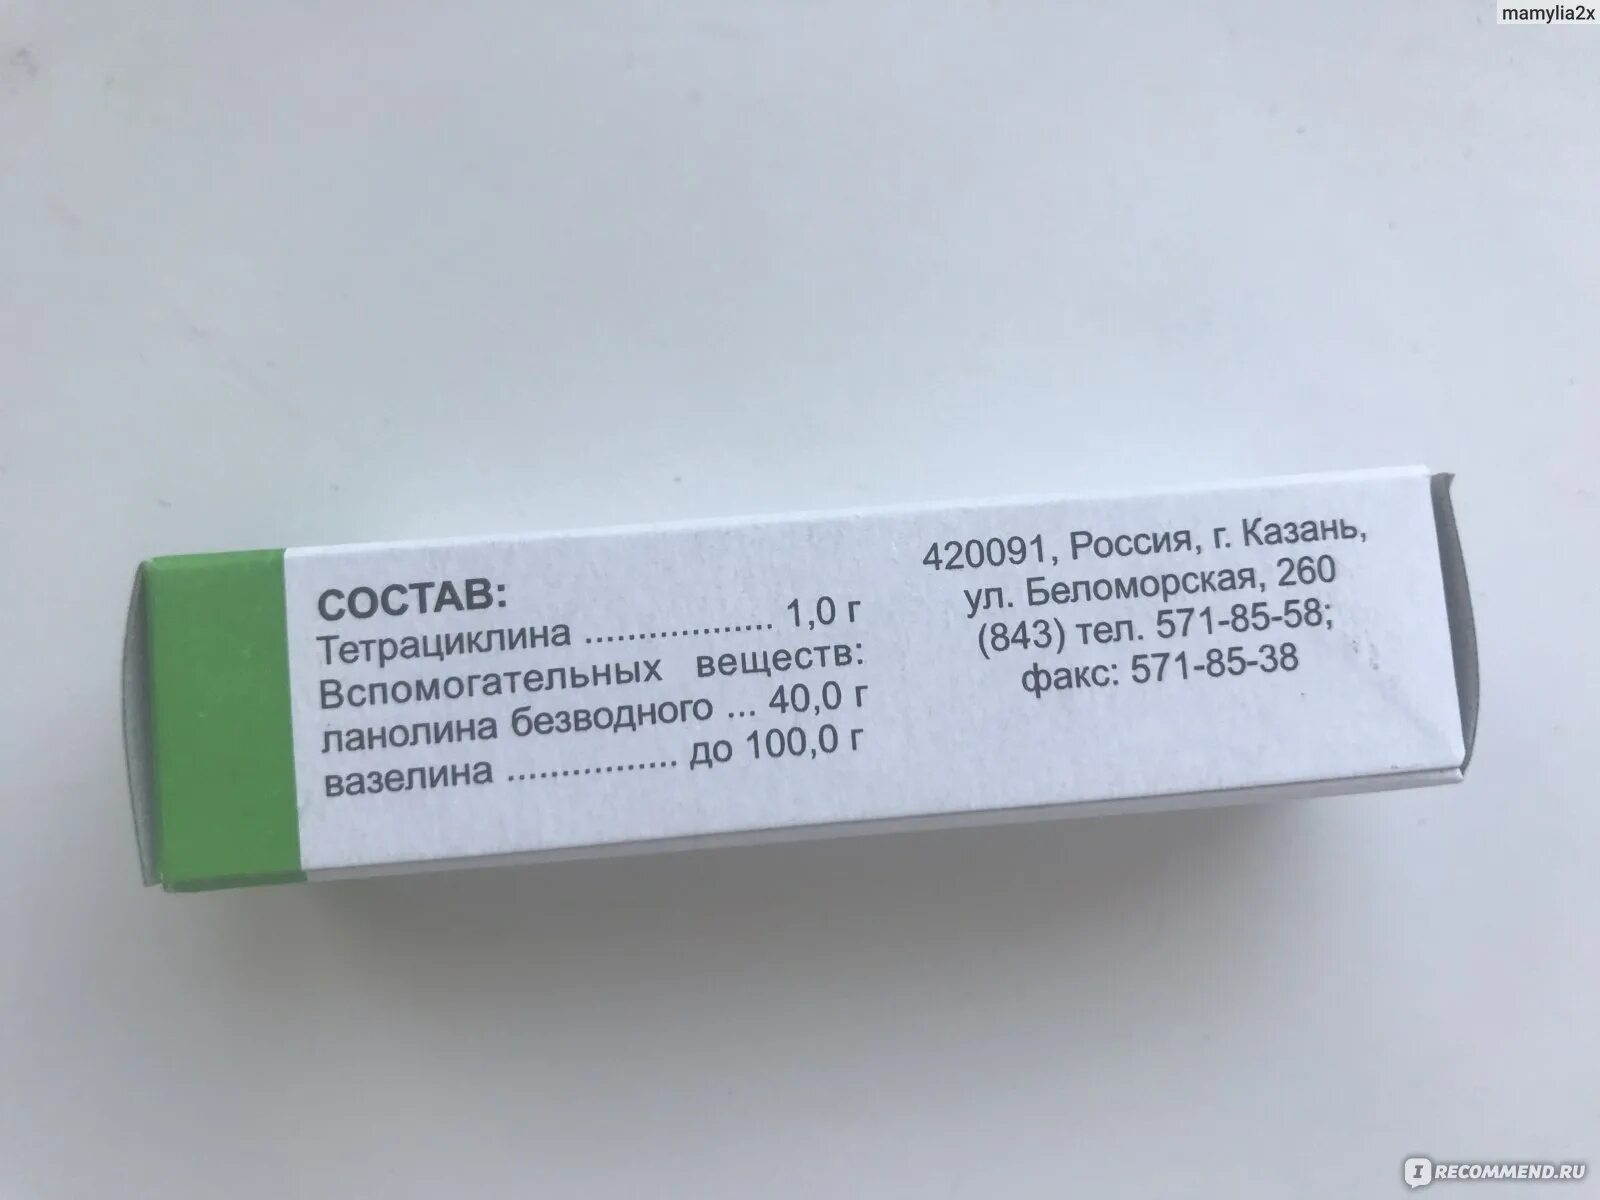 mamylia2x
СОСТАВ:
Тетрациклина .................. 1,0 г
Вспомогательных веществ:
ланолина безводного ... 40,0 г
вазелина ................ до 100,0 г
420091, Россия, г. Казань,
ул. Беломорская, 260
(843) тел. 571-85-58;
факс: 571-85-38
IRECOMMEND.RU